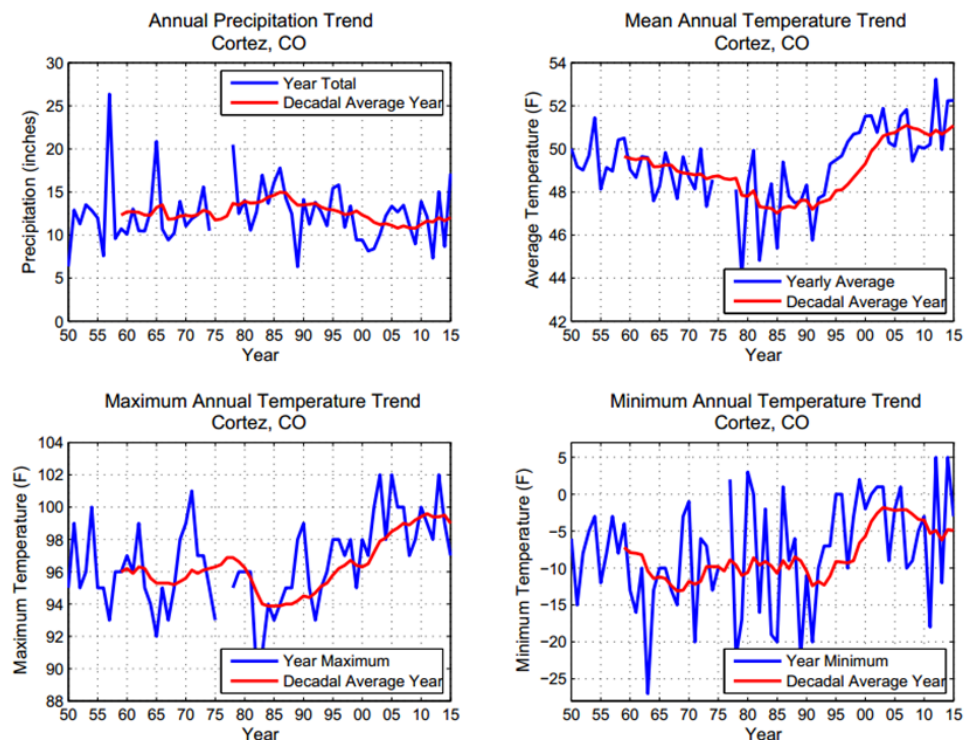 Annual Precipitation Trend
Cortez, CO
30
25
20
15
10
5
0
Precipitation (inches)
Year Total
Decadal Average Year
50 55 60 65 70 75 80 85 90 95 00 05 10 15
Year
Mean Annual Temperature Trend
Cortez, CO
54
52
50
48
46
44
42
Average Temperature (F)
Yearly Average
Decadal Average Year
50 55 60 65 70 75 80 85 90 95 00 05 10 15
Year
Maximum Annual Temperature Trend
Cortez, CO
104
102
100
98
96
94
92
90
88
Maximum Temperature (F)
Year Maximum
Decadal Average Year
50 55 60 65 70 75 80 85 90 95 00 05 10 15
Year
Minimum Annual Temperature Trend
Cortez, CO
5
0
−5
−10
−15
−20
−25
Minimum Temperature (F)
Year Minimum
Decadal Average Year
50 55 60 65 70 75 80 85 90 95 00 05 10 15
Year